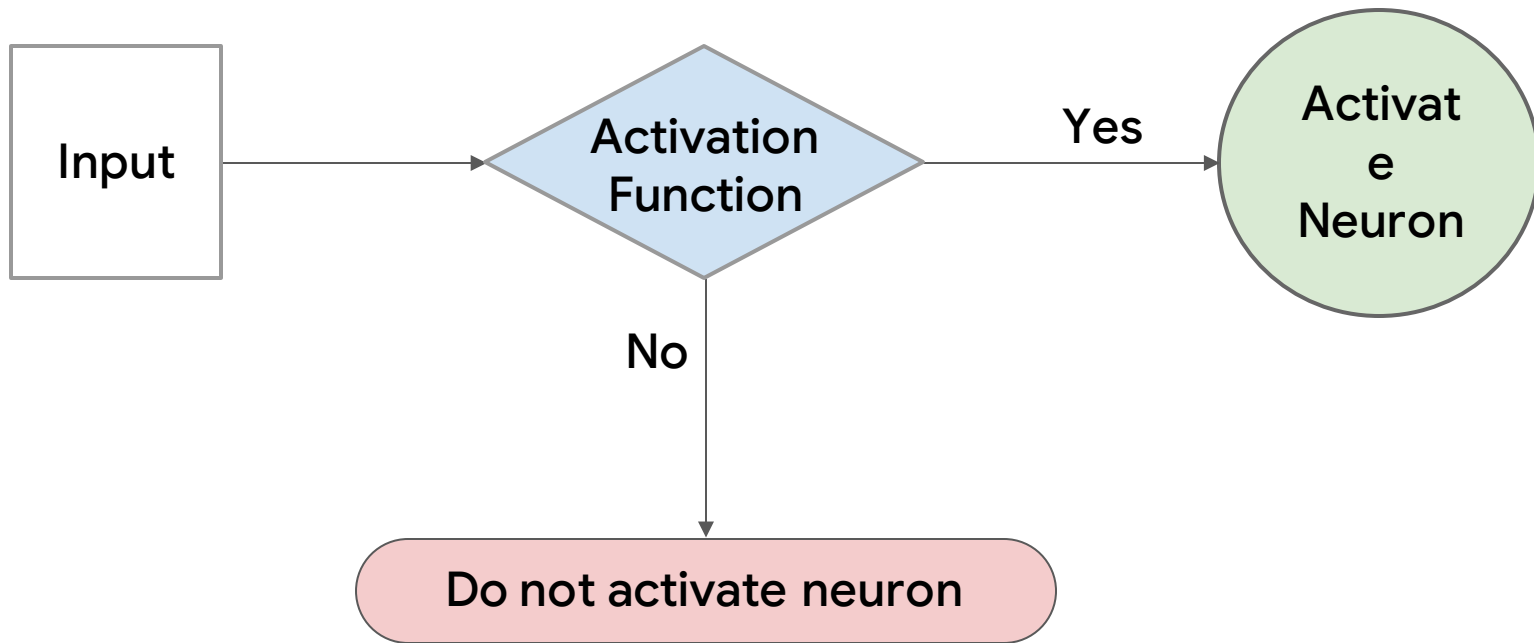 Input
Activation
Function
Yes
Activat
e
Neuron
No
Do not activate neuron